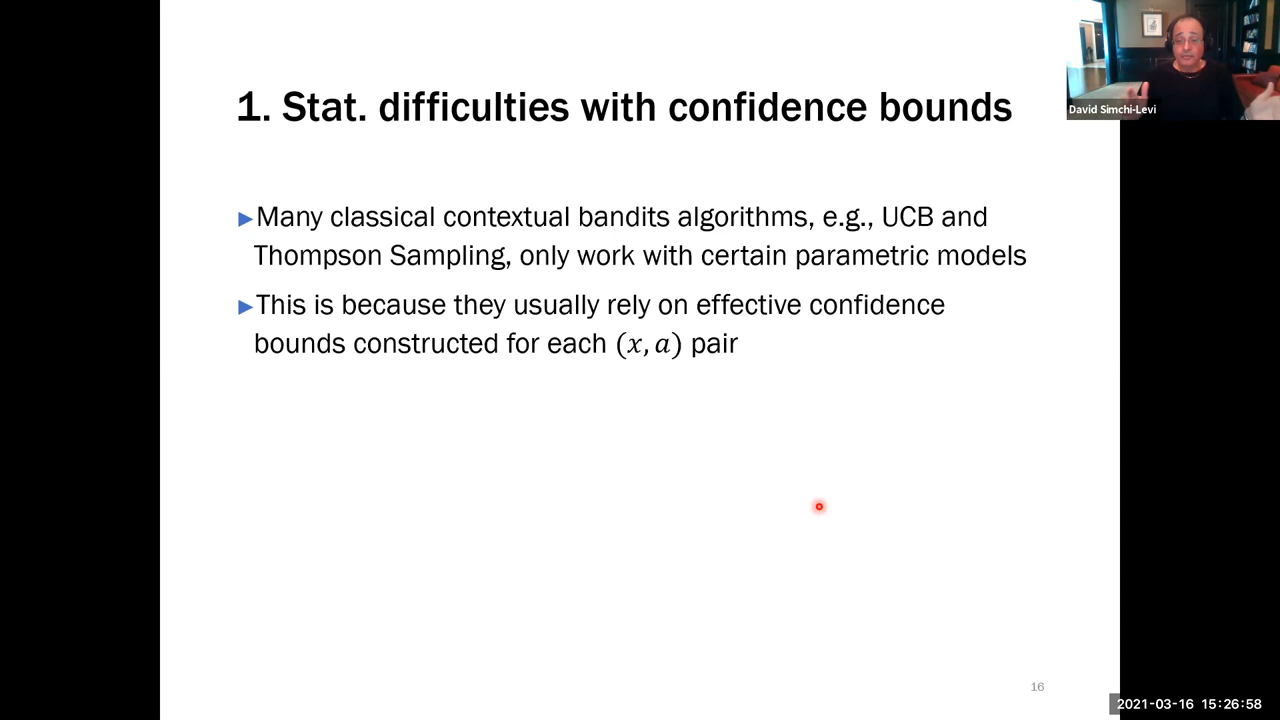 1. Stat. difficulties with confidence bounds
David Simchi-Levi
►Many classical contextual bandits algorithms, e.g., UCB and
Thompson Sampling, only work with certain parametric models
►This is because they usually rely on effective confidence
bounds constructed for each (x, a) pair
16
2021-03-16 15:26:58